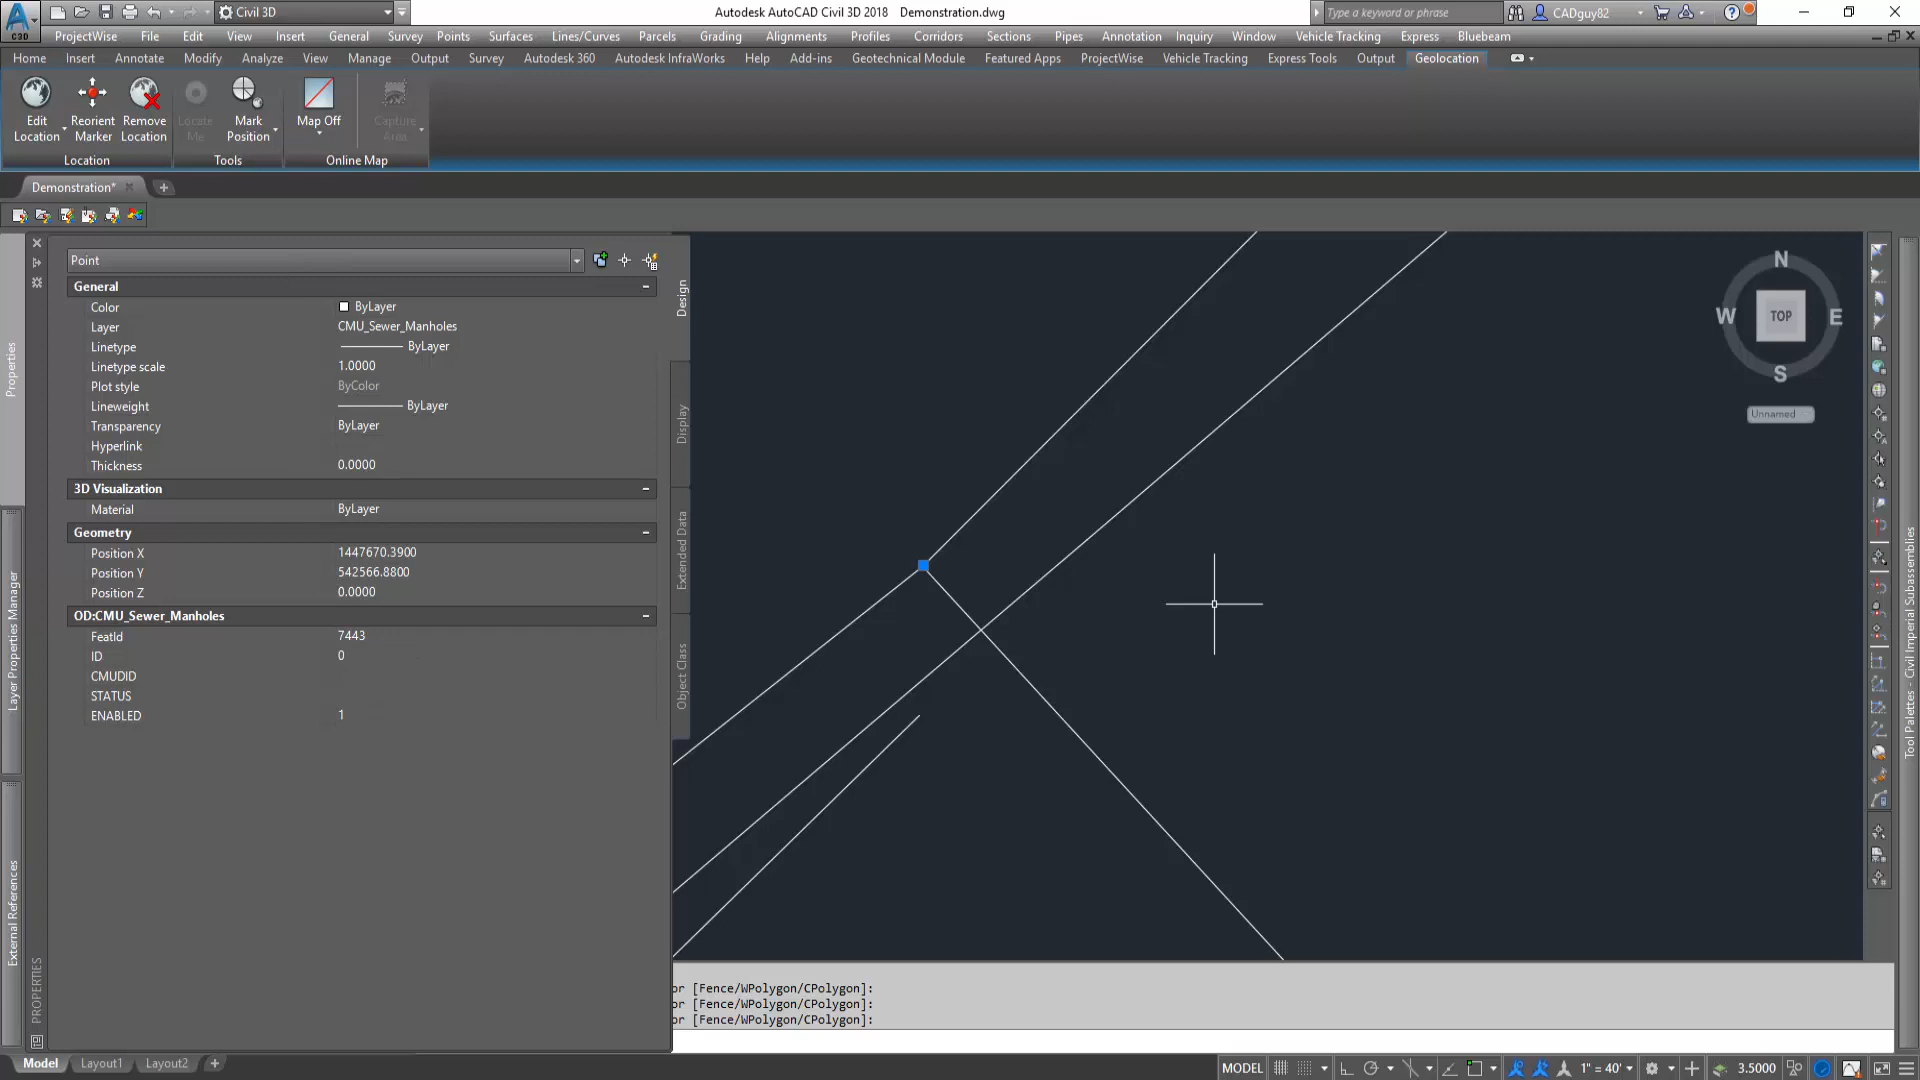 Civil 3D
Autodesk AutoCAD Civil 3D 2018 Demonstration.dwg
Type a keyword or phrase
CADguy82
C3D
ProjectWise File Edit View Insert General Survey Points Surfaces Lines/Curves Parcels Grading Alignments Profiles Corridors Sections Pipes Annotation Inquiry Window Vehicle Tracking Express Bluebeam
Home Insert Annotate Modify Analyze View Manage Output Survey Autodesk 360 Autodesk InfraWorks Help Add-ins Geotechnical Module Featured Apps ProjectWise Vehicle Tracking Express Tools Output Geolocation
Edit Location
Reorient Marker
Remove Location
Locate Me
Mark Position
Map Off
Capture Area
Location
Tools
Online Map
Demonstration*
Point
General
Color ByLayer
Layer CMU_Sewer_Manholes
Linetype ByLayer
Linetype scale 1.0000
Plot style ByColor
Lineweight ByLayer
Transparency ByLayer
Hyperlink
Thickness 0.0000
3D Visualization
Material ByLayer
Geometry
Position X 1447670.3900
Position Y 542566.8800
Position Z 0.0000
OD:CMU_Sewer_Manholes
FeatId 7443
ID 0
CMUDID
STATUS
ENABLED 1
Properties
Layer Properties Manager
External References
PROPERTIES
Design
Display
Extended Data
Object Class
N
W TOP E
S
Unnamed
Tool Palettes - Civil Imperial Subassemblies
or [Fence/WPolygon/CPolygon]:
or [Fence/WPolygon/CPolygon]:
or [Fence/WPolygon/CPolygon]:
Model Layout1 Layout2
MODEL
1" = 40'
3.5000